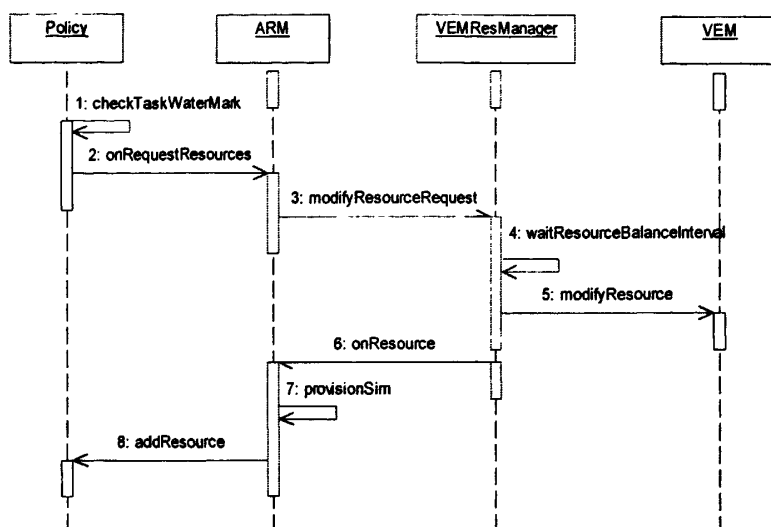 Policy
ARM
VEMResManager
VEM
1: checkTaskWaterMark
2: onRequestResources
3: modifyResourceRequest
4: waitResourceBalanceInterval
5: modifyResource
6: onResource
7: provisionSim
8: addResource